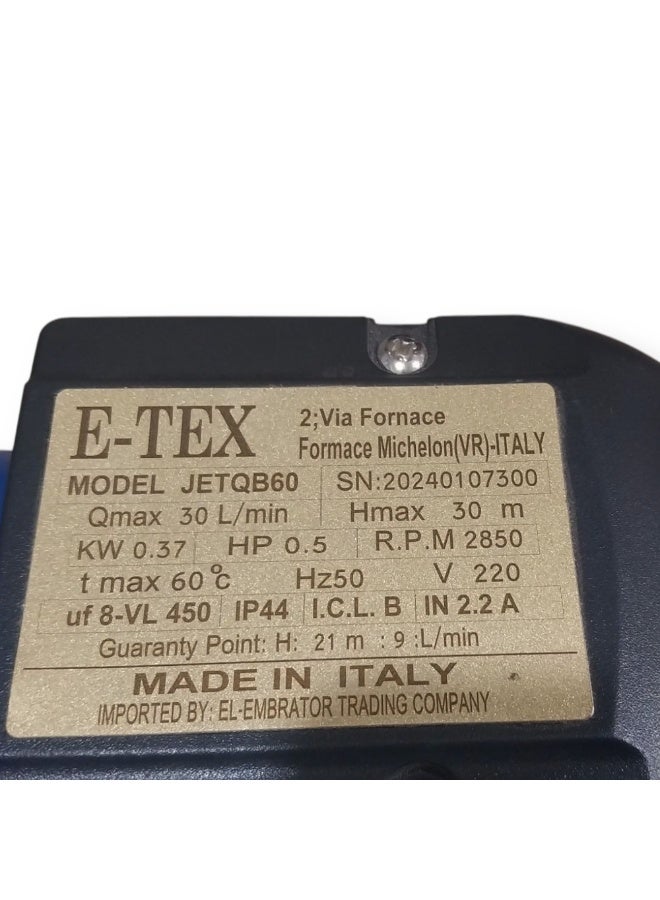 E-TEX
2;Via Fornace
Formace Michelon(VR)-ITALY
MODEL JETQB60 SN:20240107300
Qmax 30 L/min Hmax 30 m
KW 0.37 HP 0.5 R.P.M 2850
t max 60°c Hz50 V 220
uf 8-VL 450 IP44 I.C.L. B IN 2.2 A
Guaranty Point: H: 21 m : 9 :L/min
MADE IN ITALY
IMPORTED BY: EL-EMBRATOR TRADING COMPANY